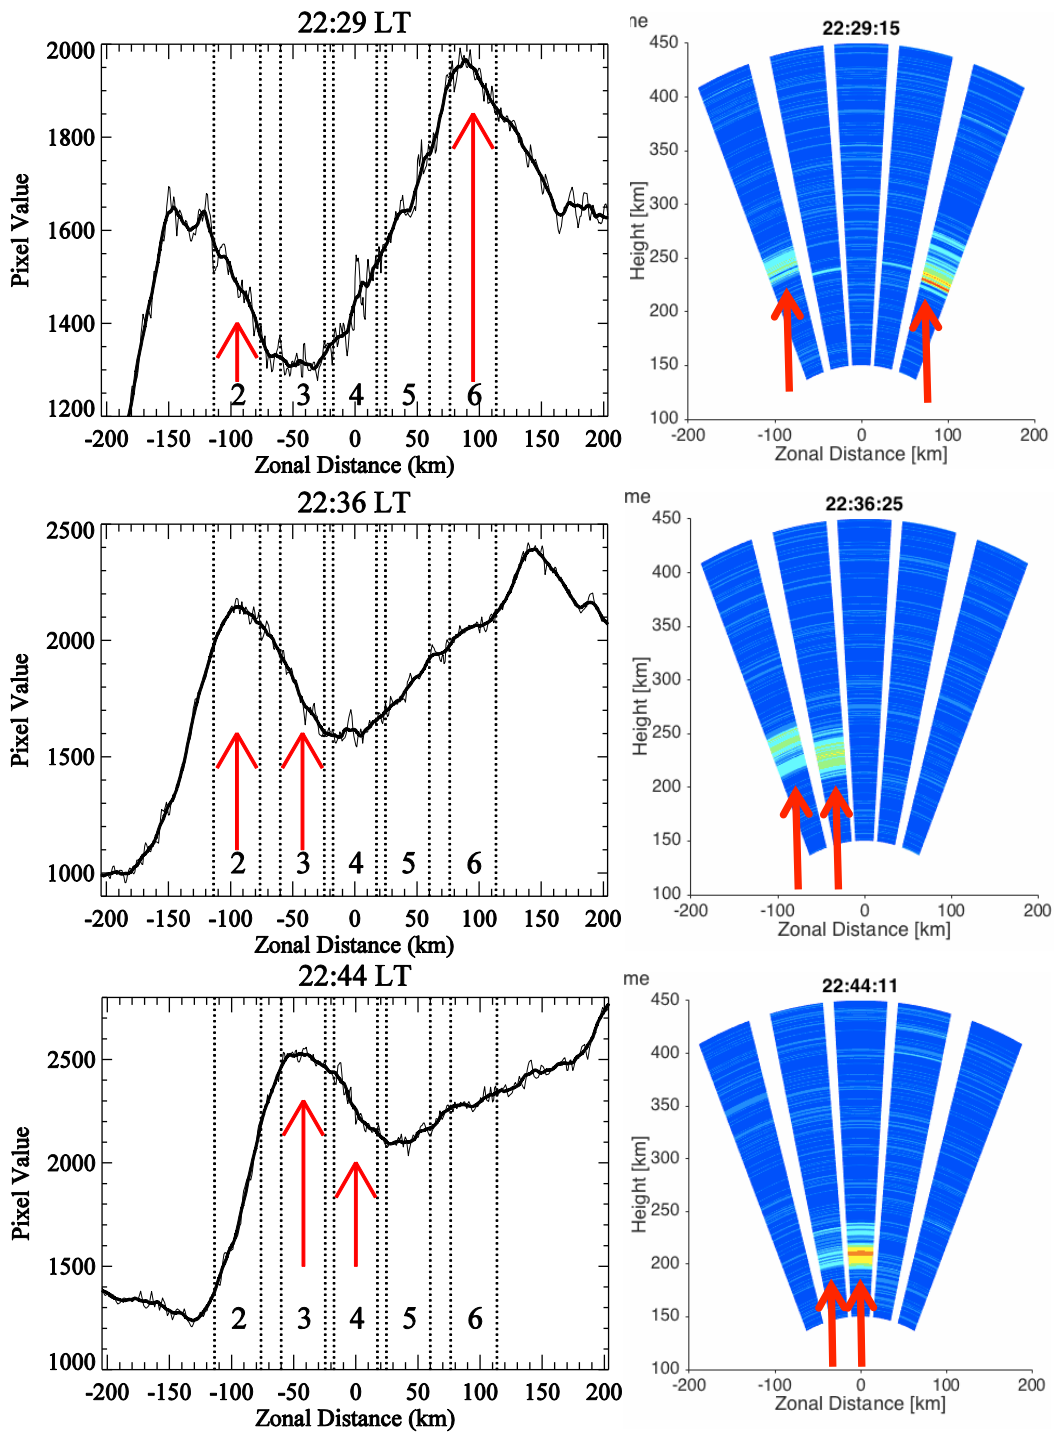 22:29 LT
2000
1800
1600
1400
1200
Pixel Value
2 3 4 5 6
-200 -150 -100 -50 0 50 100 150 200
Zonal Distance (km)
me
22:29:15
450
400
350
300
250
200
150
100
Height [km]
-200 -100 0 100 200
Zonal Distance [km]
22:36 LT
2500
2000
1500
1000
Pixel Value
2 3 4 5 6
-200 -150 -100 -50 0 50 100 150 200
Zonal Distance (km)
me
22:36:25
450
400
350
300
250
200
150
100
Height [km]
-200 -100 0 100 200
Zonal Distance [km]
22:44 LT
2500
2000
1500
1000
Pixel Value
2 3 4 5 6
-200 -150 -100 -50 0 50 100 150 200
Zonal Distance (km)
me
22:44:11
450
400
350
300
250
200
150
100
Height [km]
-200 -100 0 100 200
Zonal Distance [km]